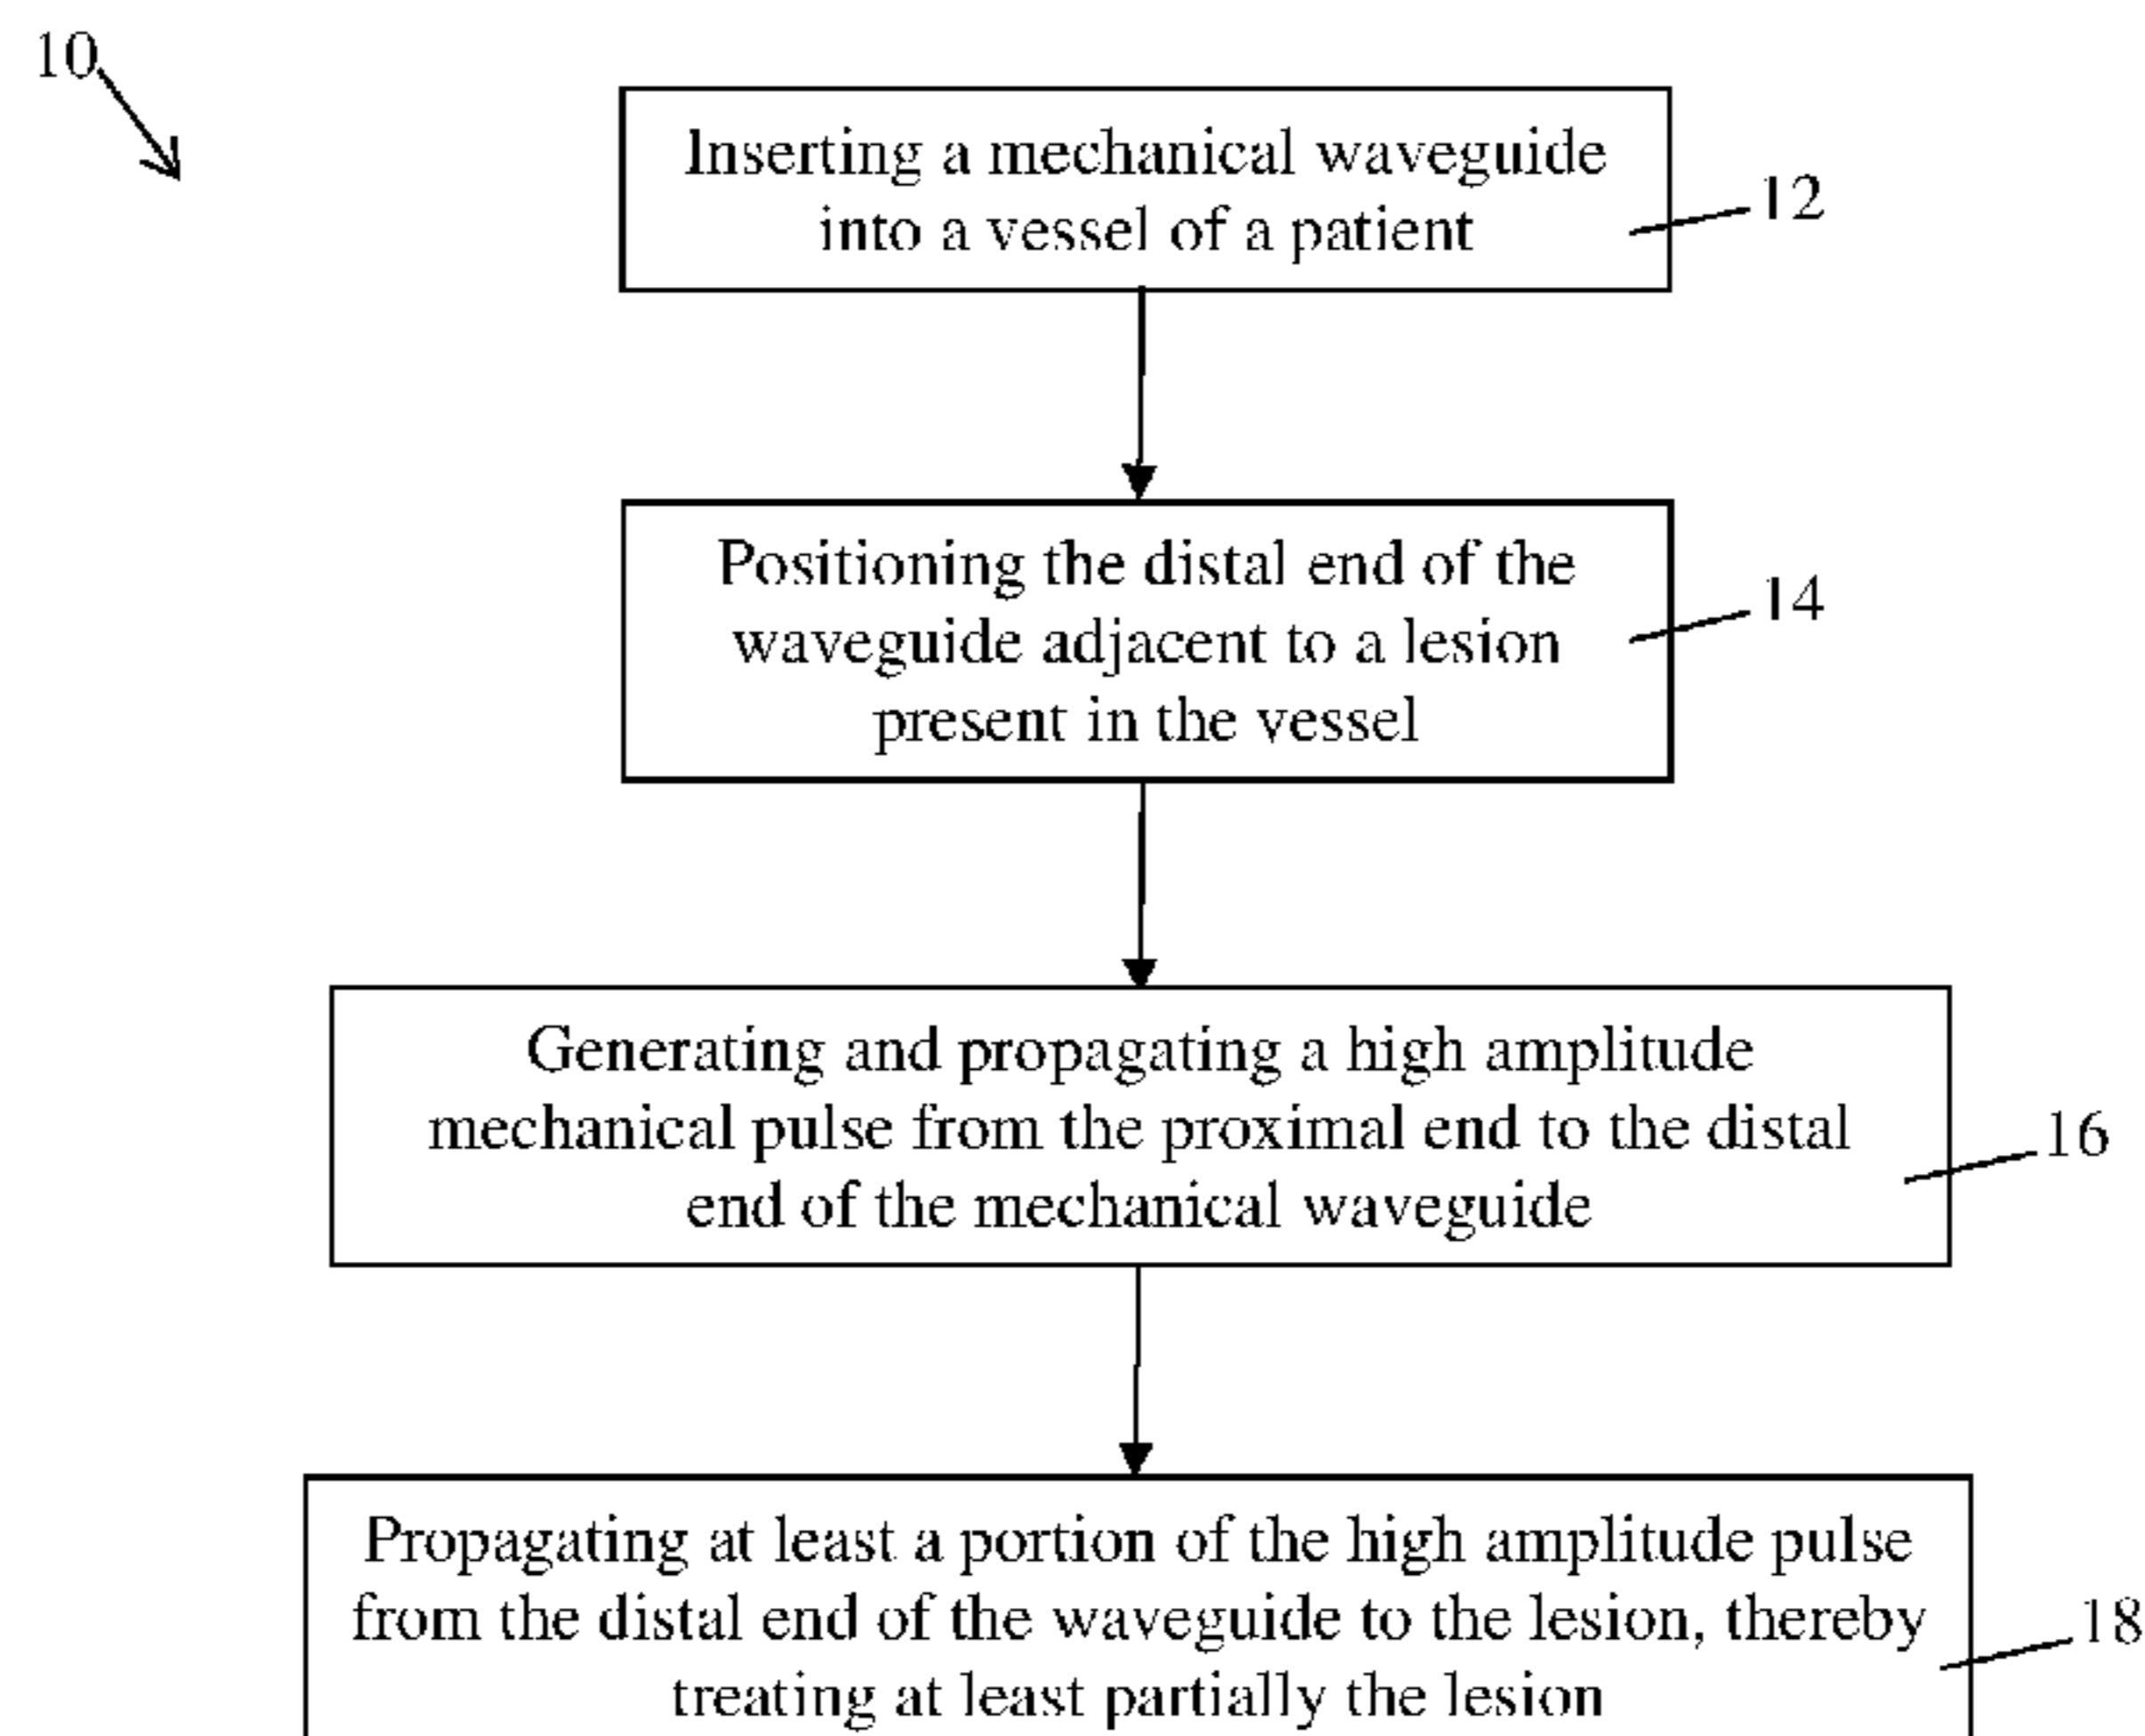 10
Inserting a mechanical waveguide
into a vessel of a patient
12
Positioning the distal end of the
waveguide adjacent to a lesion
present in the vessel
14
Generating and propagating a high amplitude
mechanical pulse from the proximal end to the distal
end of the mechanical waveguide
16
Propagating at least a portion of the high amplitude pulse
from the distal end of the waveguide to the lesion, thereby
treating at least partially the lesion
18